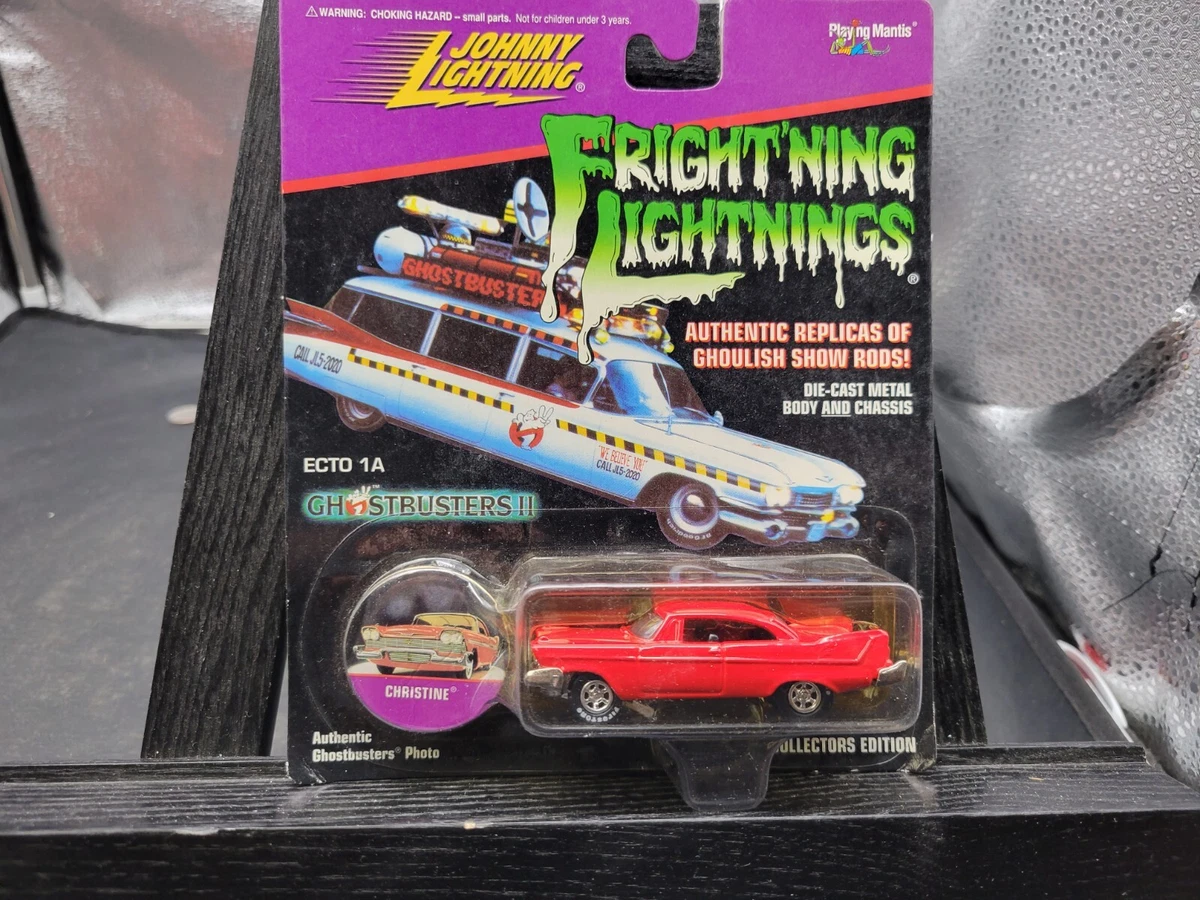 ⚠WARNING: CHOKING HAZARD – small parts. Not for children under 3 years.
Playing Mantis®
JOHNNY
LIGHTNING®
FRIGHT'NING
LIGHTNINGS®
GHOSTBUSTERS
AUTHENTIC REPLICAS OF
GHOULISH SHOW RODS!
DIE-CAST METAL
BODY AND CHASSIS
CALL JL5-2020
"WE BELIEVE YOU"
CALL JL5-2020
ECTO 1A
GHOSTBUSTERS II™
CHRISTINE®
Firestone
Authentic
Ghostbusters® Photo
COLLECTORS EDITION